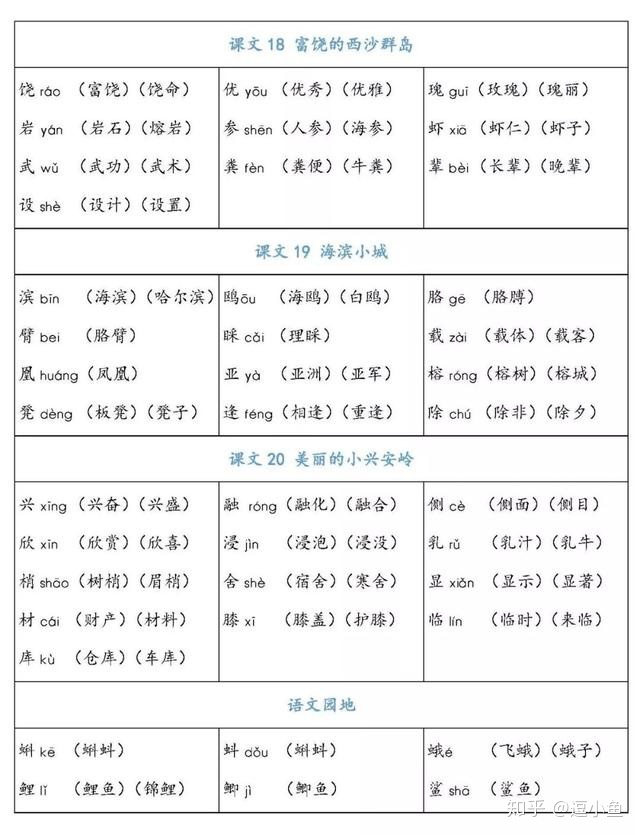 课文18 富饶的西沙群岛
饶 ráo （富饶）（饶命） 优 yōu （优秀）（优雅） 瑰 guī（玫瑰）（瑰丽）
岩 yán （岩石）（熔岩） 参 shēn（人参）（海参） 虾 xiā （虾仁）（虾子）
武 wǔ （武功）（武术） 粪 fèn （粪便）（牛粪） 辈 bèi（长辈）（晚辈）
设 shè （设计）（设置）
课文19 海滨小城
滨 bīn （海滨）（哈尔滨） 鸥ōu （海鸥）（白鸥） 胳 gē （胳膊）
臂 bei （胳臂） 睬 cǎi（理睬） 载 zài （载体）（载客）
凰 huáng（凤凰） 亚 yà （亚洲）（亚军） 榕 róng（榕树）（榕城）
凳 dèng（板凳）（凳子） 逢 féng（相逢）（重逢） 除 chú（除非）（除夕）
课文20 美丽的小兴安岭
兴 xīng（兴奋）（兴盛） 融 róng（融化）（融合） 侧 cè （侧面）（侧目）
欣 xīn （欣赏）（欣喜） 浸 jìn （浸泡）（浸没） 乳 rǔ （乳汁）（乳牛）
梢 shāo（树梢）（眉梢） 舍 shè （宿舍）（寒舍） 显 xiǎn（显示）（显著）
材 cái （财产）（材料） 膝 xī （膝盖）（护膝） 临 lín （临时）（来临）
库 kù （仓库）（车库）
语文园地
蝌 kē （蝌蚪） 蚪 dǒu （蝌蚪） 蛾é （飞蛾）（蛾子）
鲤 lǐ （鲤鱼）（锦鲤） 鲫 jì （鲫鱼） 鲨 shā （鲨鱼）
知乎 @逗小鱼